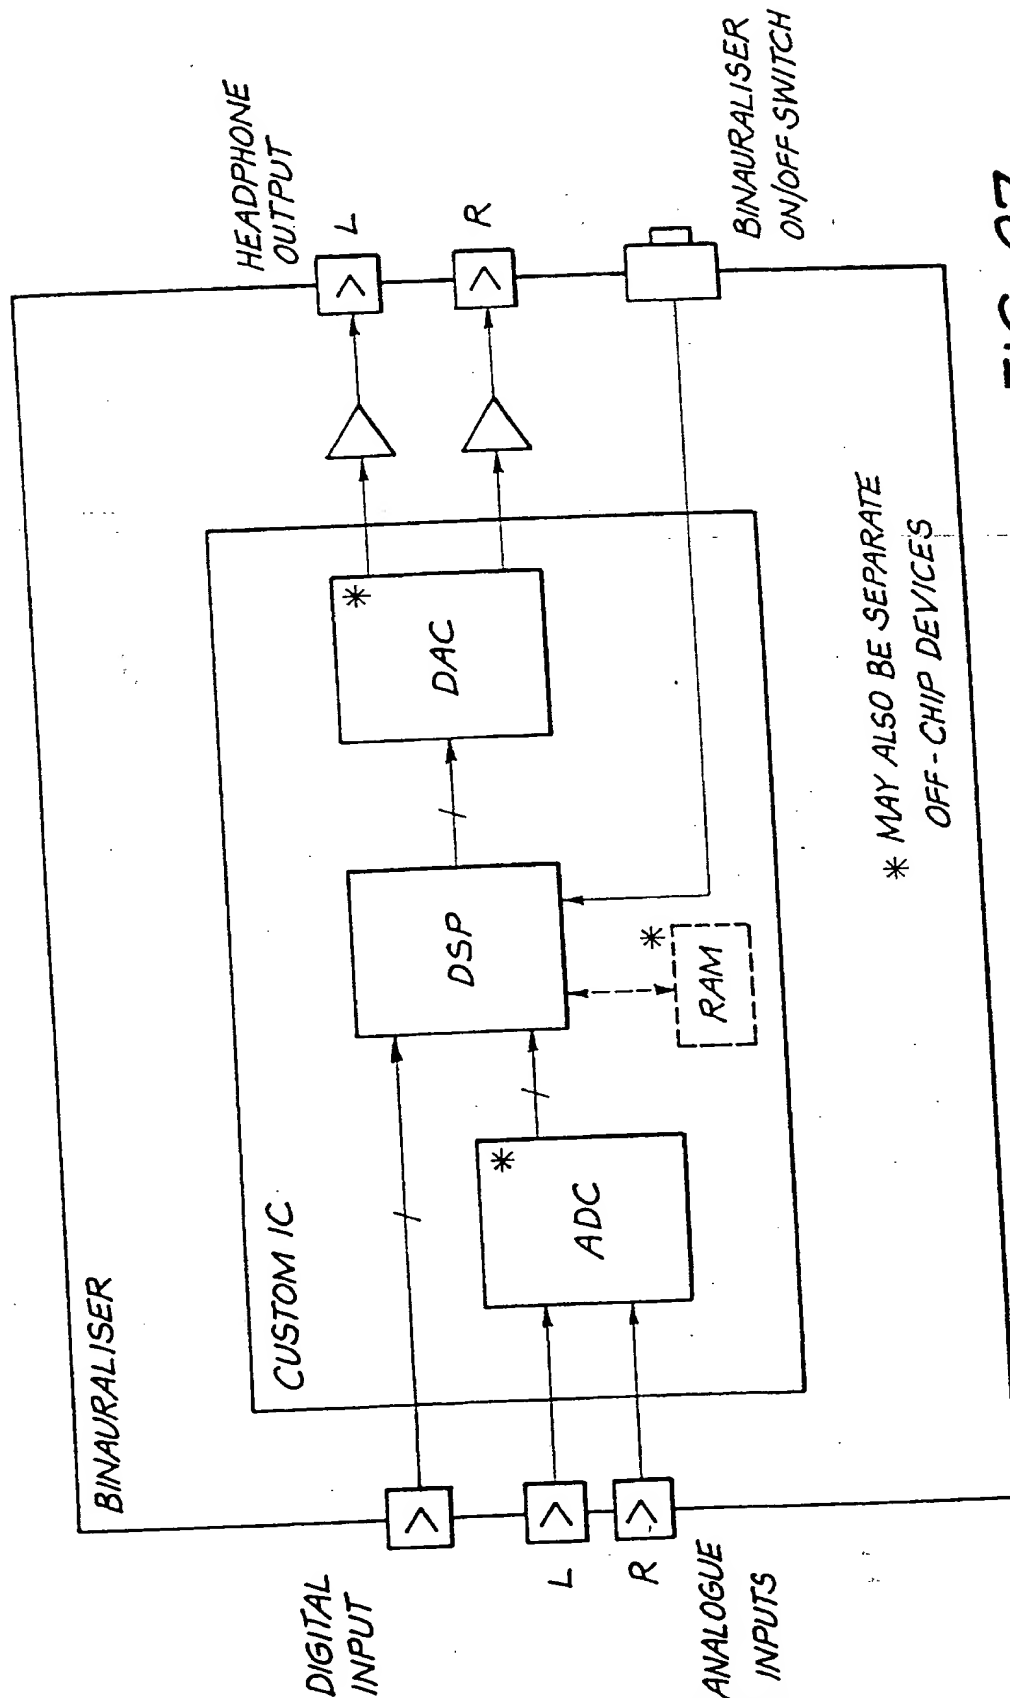 BINAURALISER
CUSTOM IC
DIGITAL
INPUT
L
R
ANALOGUE
INPUTS
*
ADC
DSP
*
RAM
*
DAC
HEADPHONE
OUTPUT
L
R
BINAURALISER
ON/OFF SWITCH
* MAY ALSO BE SEPARATE
OFF-CHIP DEVICES